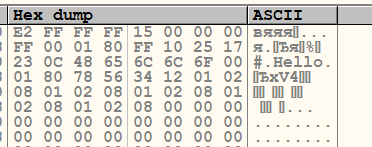 Hex dump ASCII
E2 FF FF FF 15 00 00 00 вяяя▯...
FF 00 01 80 FF 10 25 17 я.▯Ђя▯%▯
23 0C 48 65 6C 6C 6F 00 #.Hello.
01 80 78 56 34 12 01 02 ▯ЂxV4▯▯▯
08 01 02 08 01 02 08 01 ▯▯ ▯▯ ▯
02 08 01 02 08 00 00 00 ▯ ▯▯ ...
00 00 00 00 00 00 00 00 ........
00 00 00 00 00 00 00 00 ........